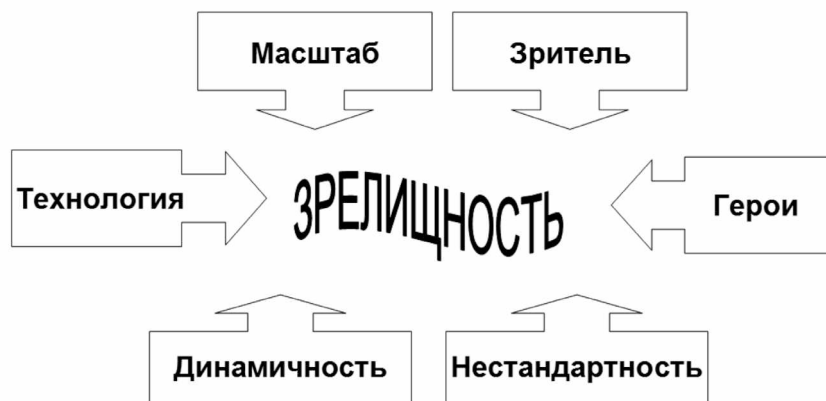 Масштаб
Зритель
Технология
ЗРЕЛИЩНОСТЬ
Герои
Динамичность
Нестандартность